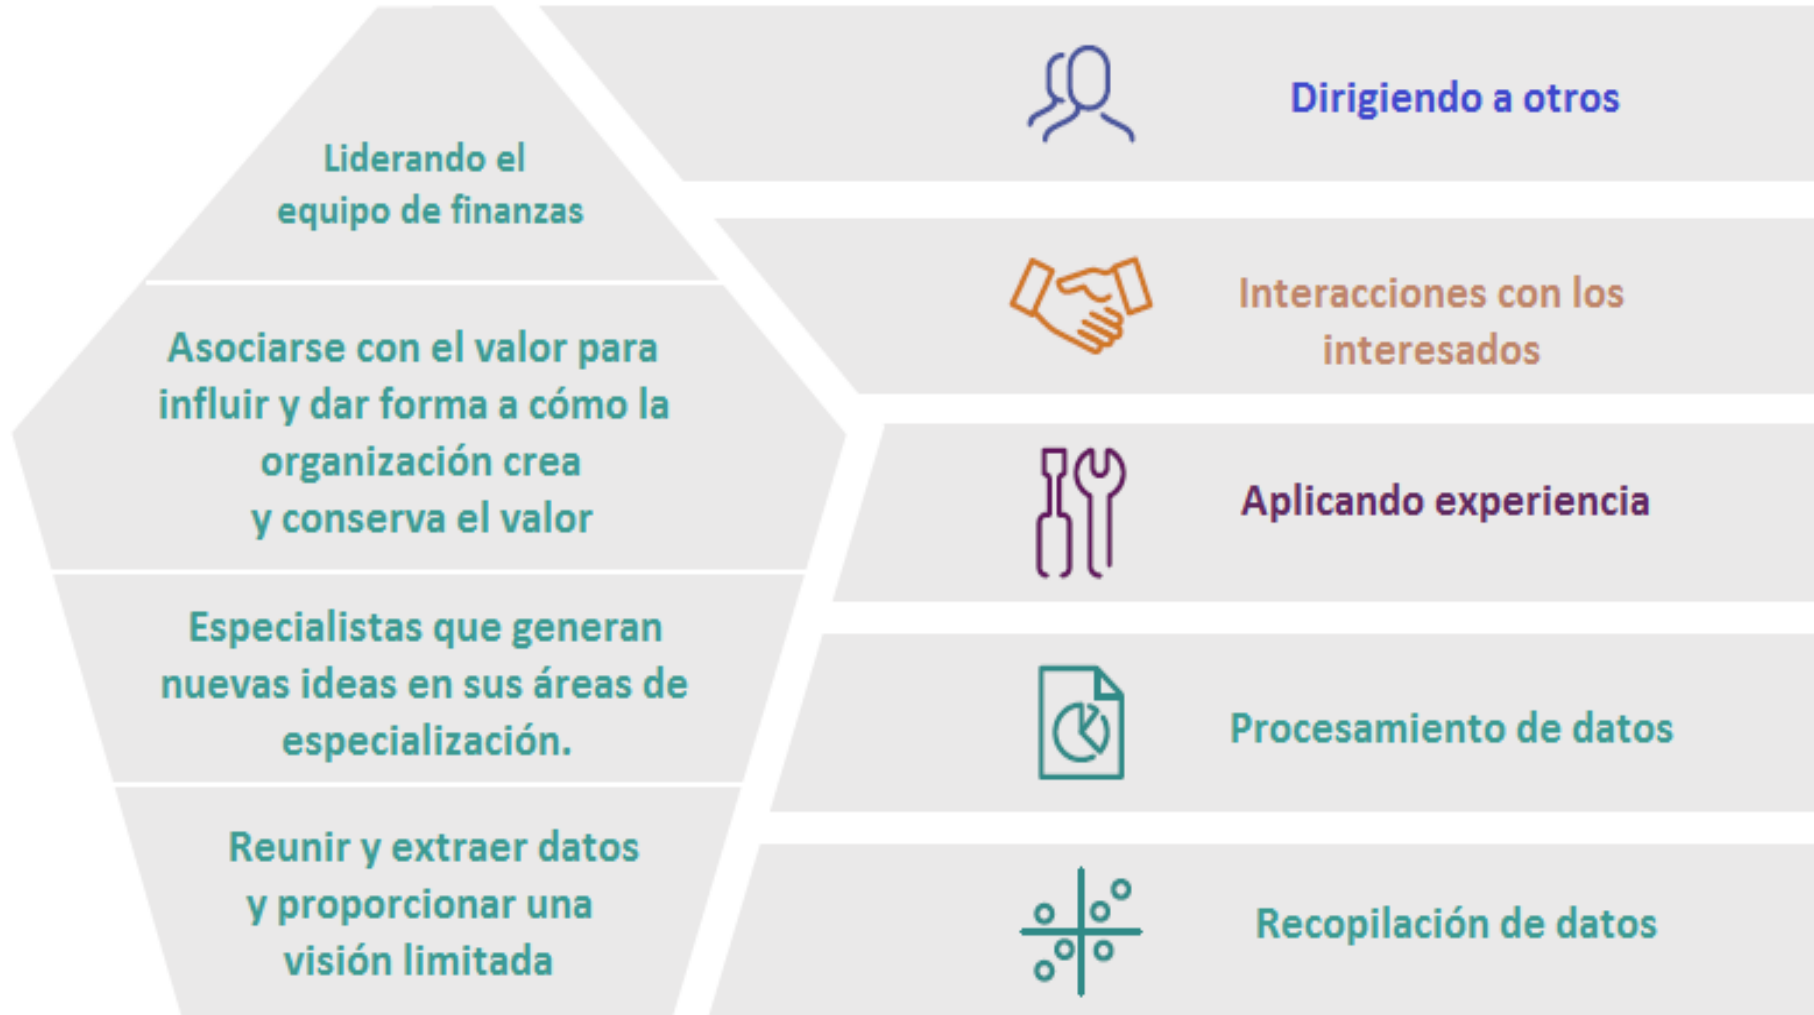 Liderando el
equipo de finanzas
Asociarse con el valor para
influir y dar forma a cómo la
organización crea
y conserva el valor
Especialistas que generan
nuevas ideas en sus áreas de
especialización.
Reunir y extraer datos
y proporcionar una
visión limitada
Dirigiendo a otros
Interacciones con los
interesados
Aplicando experiencia
Procesamiento de datos
Recopilación de datos